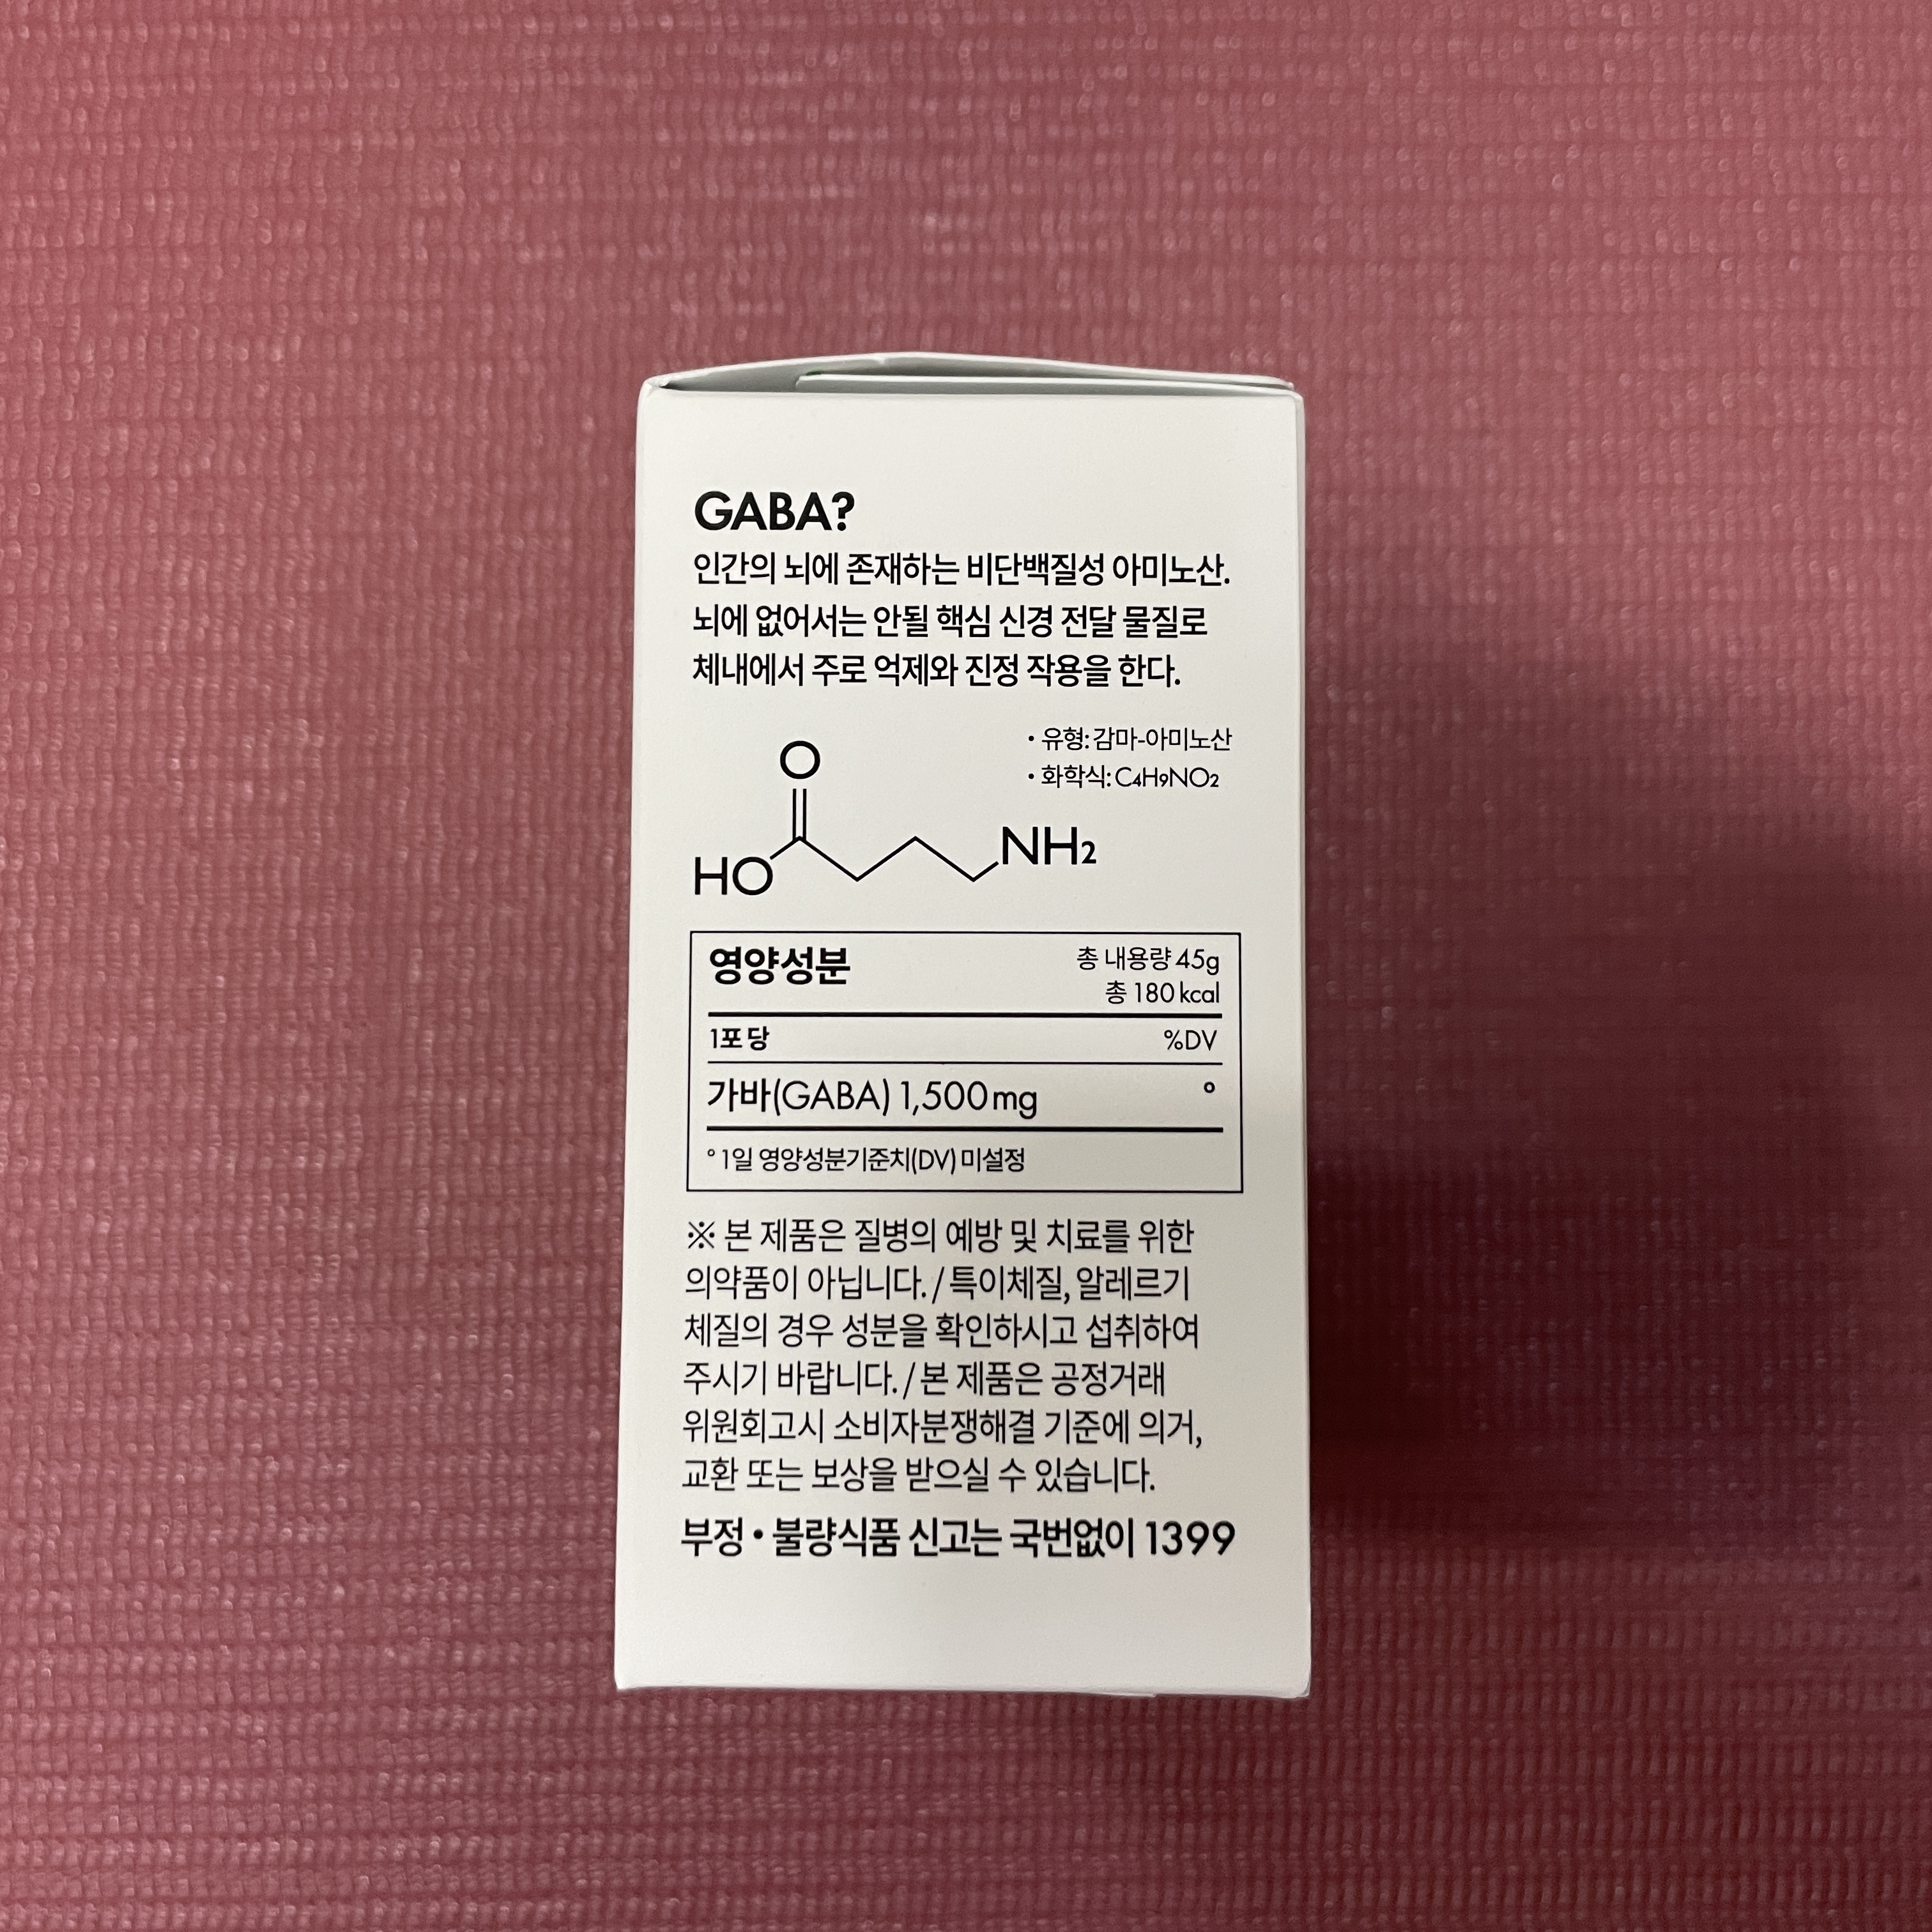 GABA?
인간의 뇌에 존재하는 비단백질성 아미노산.
뇌에 없어서는 안될 핵심 신경 전달 물질로
체내에서 주로 억제와 진정 작용을 한다.
• 유형: 감마-아미노산
• 화학식: C4H9NO2
O
HO
NH2
영양성분
총 내용량 45g
총 180 kcal
1포 당 %DV
가바(GABA) 1,500mg °
° 1일 영양성분기준치(DV) 미설정
※ 본 제품은 질병의 예방 및 치료를 위한
의약품이 아닙니다. / 특이체질, 알레르기
체질의 경우 성분을 확인하시고 섭취하여
주시기 바랍니다. / 본 제품은 공정거래
위원회고시 소비자분쟁해결 기준에 의거,
교환 또는 보상을 받으실 수 있습니다.
부정 • 불량식품 신고는 국번없이 1399